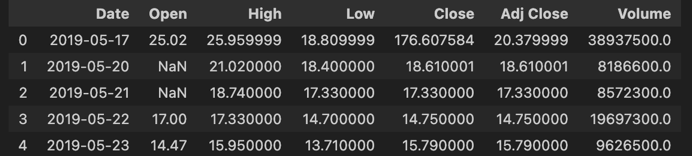 Date Open High Low Close Adj Close Volume
0 2019-05-17 25.02 25.959999 18.809999 176.607584 20.379999 38937500.0
1 2019-05-20 NaN 21.020000 18.400000 18.610001 18.610001 8186600.0
2 2019-05-21 NaN 18.740000 17.330000 17.330000 17.330000 8572300.0
3 2019-05-22 17.00 17.330000 14.700000 14.750000 14.750000 19697300.0
4 2019-05-23 14.47 15.950000 13.710000 15.790000 15.790000 9626500.0